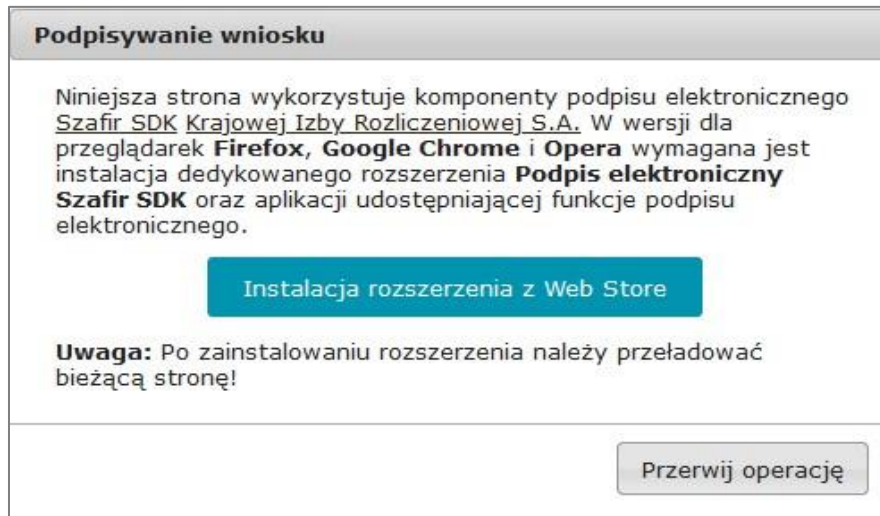 Podpisywanie wniosku
Niniejsza strona wykorzystuje komponenty podpisu elektronicznego
Szafir SDK Krajowej Izby Rozliczeniowej S.A. W wersji dla
przeglądarek Firefox, Google Chrome i Opera wymagana jest
instalacja dedykowanego rozszerzenia Podpis elektroniczny
Szafir SDK oraz aplikacji udostępniającej funkcje podpisu
elektronicznego.
Instalacja rozszerzenia z Web Store
Uwaga: Po zainstalowaniu rozszerzenia należy przeładować
bieżącą stronę!
Przerwij operację